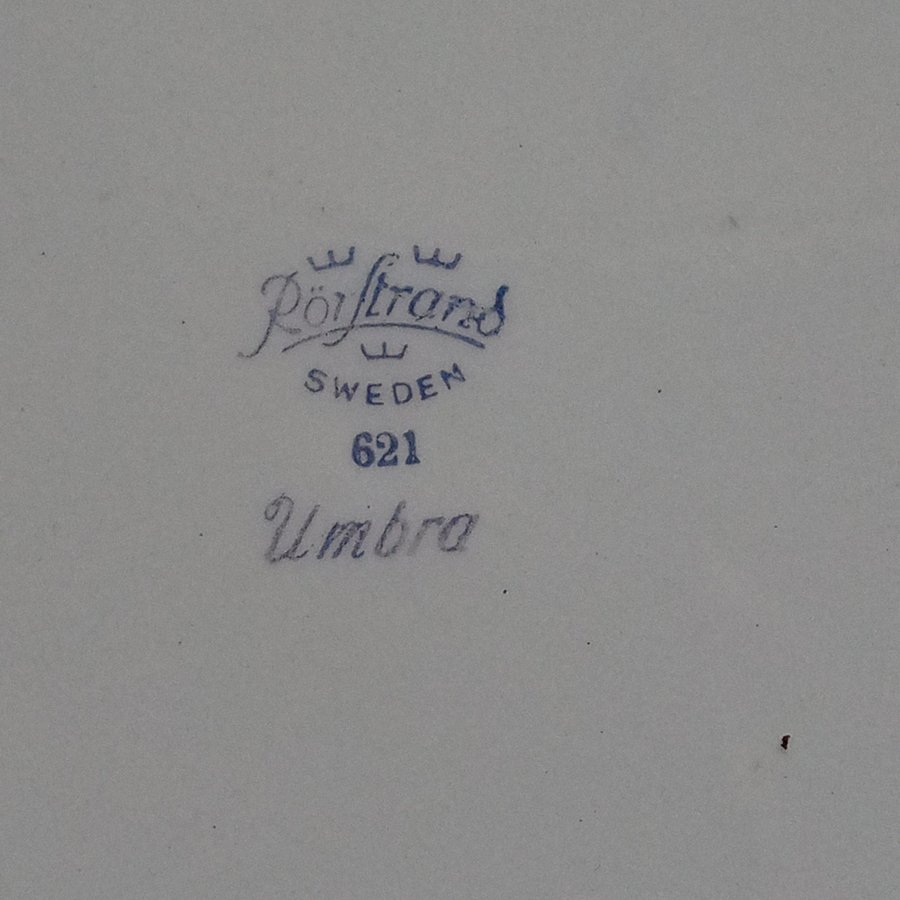 Rörstrand
SWEDEN
621
Umbra